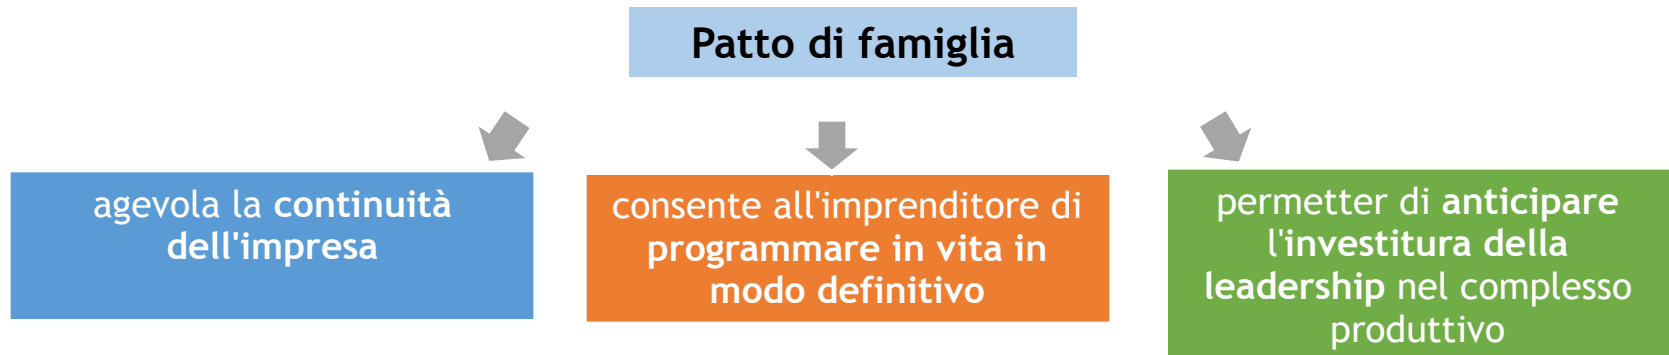 Patto di famiglia
agevola la continuità
dell'impresa
consente all'imprenditore di
programmare in vita in
modo definitivo
permetter di anticipare
l'investitura della
leadership nel complesso
produttivo